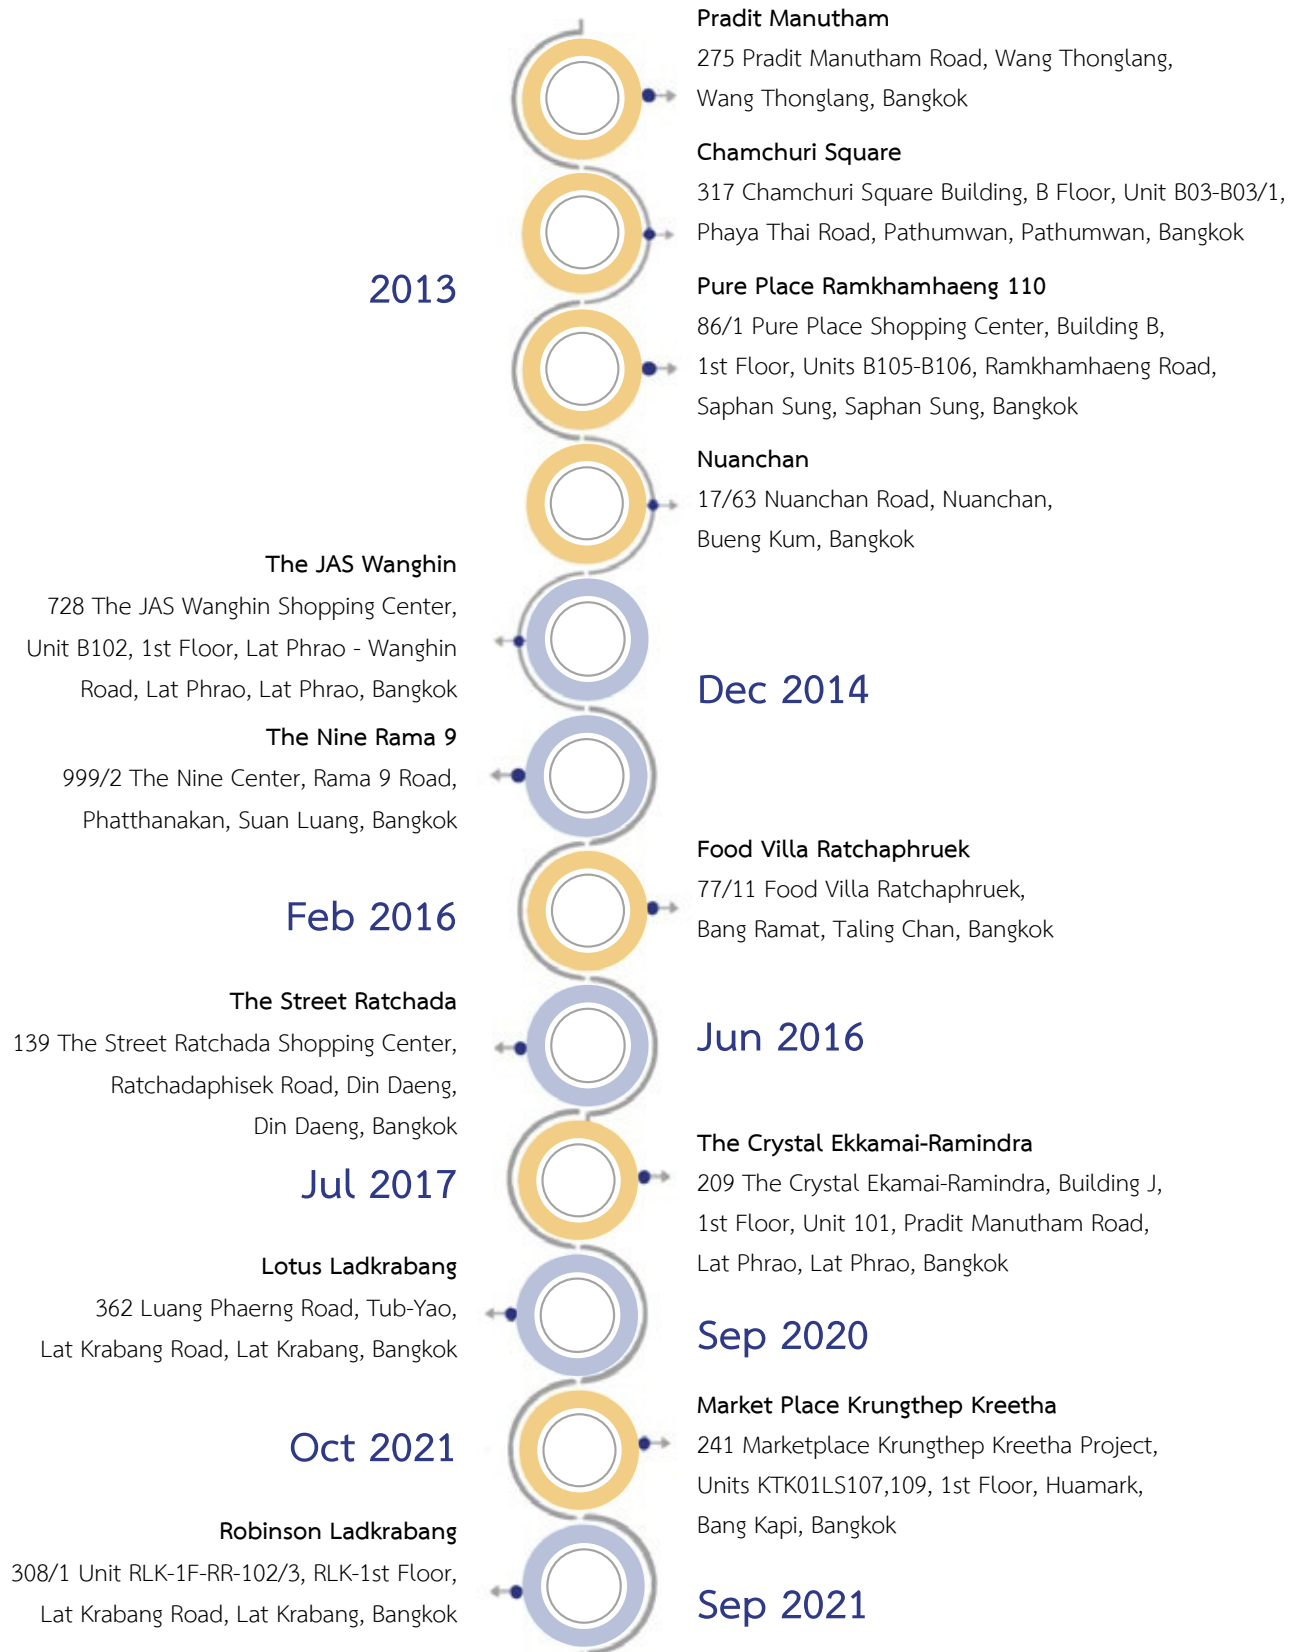 Pradit Manutham
275 Pradit Manutham Road, Wang Thonglang,
Wang Thonglang, Bangkok
Chamchuri Square
317 Chamchuri Square Building, B Floor, Unit B03-B03/1,
Phaya Thai Road, Pathumwan, Pathumwan, Bangkok
2013
Pure Place Ramkhamhaeng 110
86/1 Pure Place Shopping Center, Building B,
1st Floor, Units B105-B106, Ramkhamhaeng Road,
Saphan Sung, Saphan Sung, Bangkok
Nuanchan
17/63 Nuanchan Road, Nuanchan,
Bueng Kum, Bangkok
The JAS Wanghin
728 The JAS Wanghin Shopping Center,
Unit B102, 1st Floor, Lat Phrao - Wanghin
Road, Lat Phrao, Lat Phrao, Bangkok
Dec 2014
The Nine Rama 9
999/2 The Nine Center, Rama 9 Road,
Phatthanakan, Suan Luang, Bangkok
Feb 2016
Food Villa Ratchaphruek
77/11 Food Villa Ratchaphruek,
Bang Ramat, Taling Chan, Bangkok
The Street Ratchada
139 The Street Ratchada Shopping Center,
Ratchadaphisek Road, Din Daeng,
Din Daeng, Bangkok
Jun 2016
Jul 2017
The Crystal Ekkamai-Ramindra
209 The Crystal Ekamai-Ramindra, Building J,
1st Floor, Unit 101, Pradit Manutham Road,
Lat Phrao, Lat Phrao, Bangkok
Lotus Ladkrabang
362 Luang Phaerng Road, Tub-Yao,
Lat Krabang Road, Lat Krabang, Bangkok
Sep 2020
Oct 2021
Market Place Krungthep Kreetha
241 Marketplace Krungthep Kreetha Project,
Units KTK01LS107,109, 1st Floor, Huamark,
Bang Kapi, Bangkok
Robinson Ladkrabang
308/1 Unit RLK-1F-RR-102/3, RLK-1st Floor,
Lat Krabang Road, Lat Krabang, Bangkok
Sep 2021